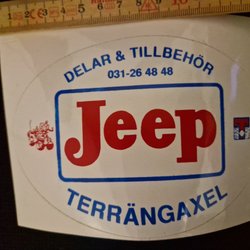 DELAR & TILLBEHÖR
031-26 48 48
Jeep
TERRÄNGAXEL